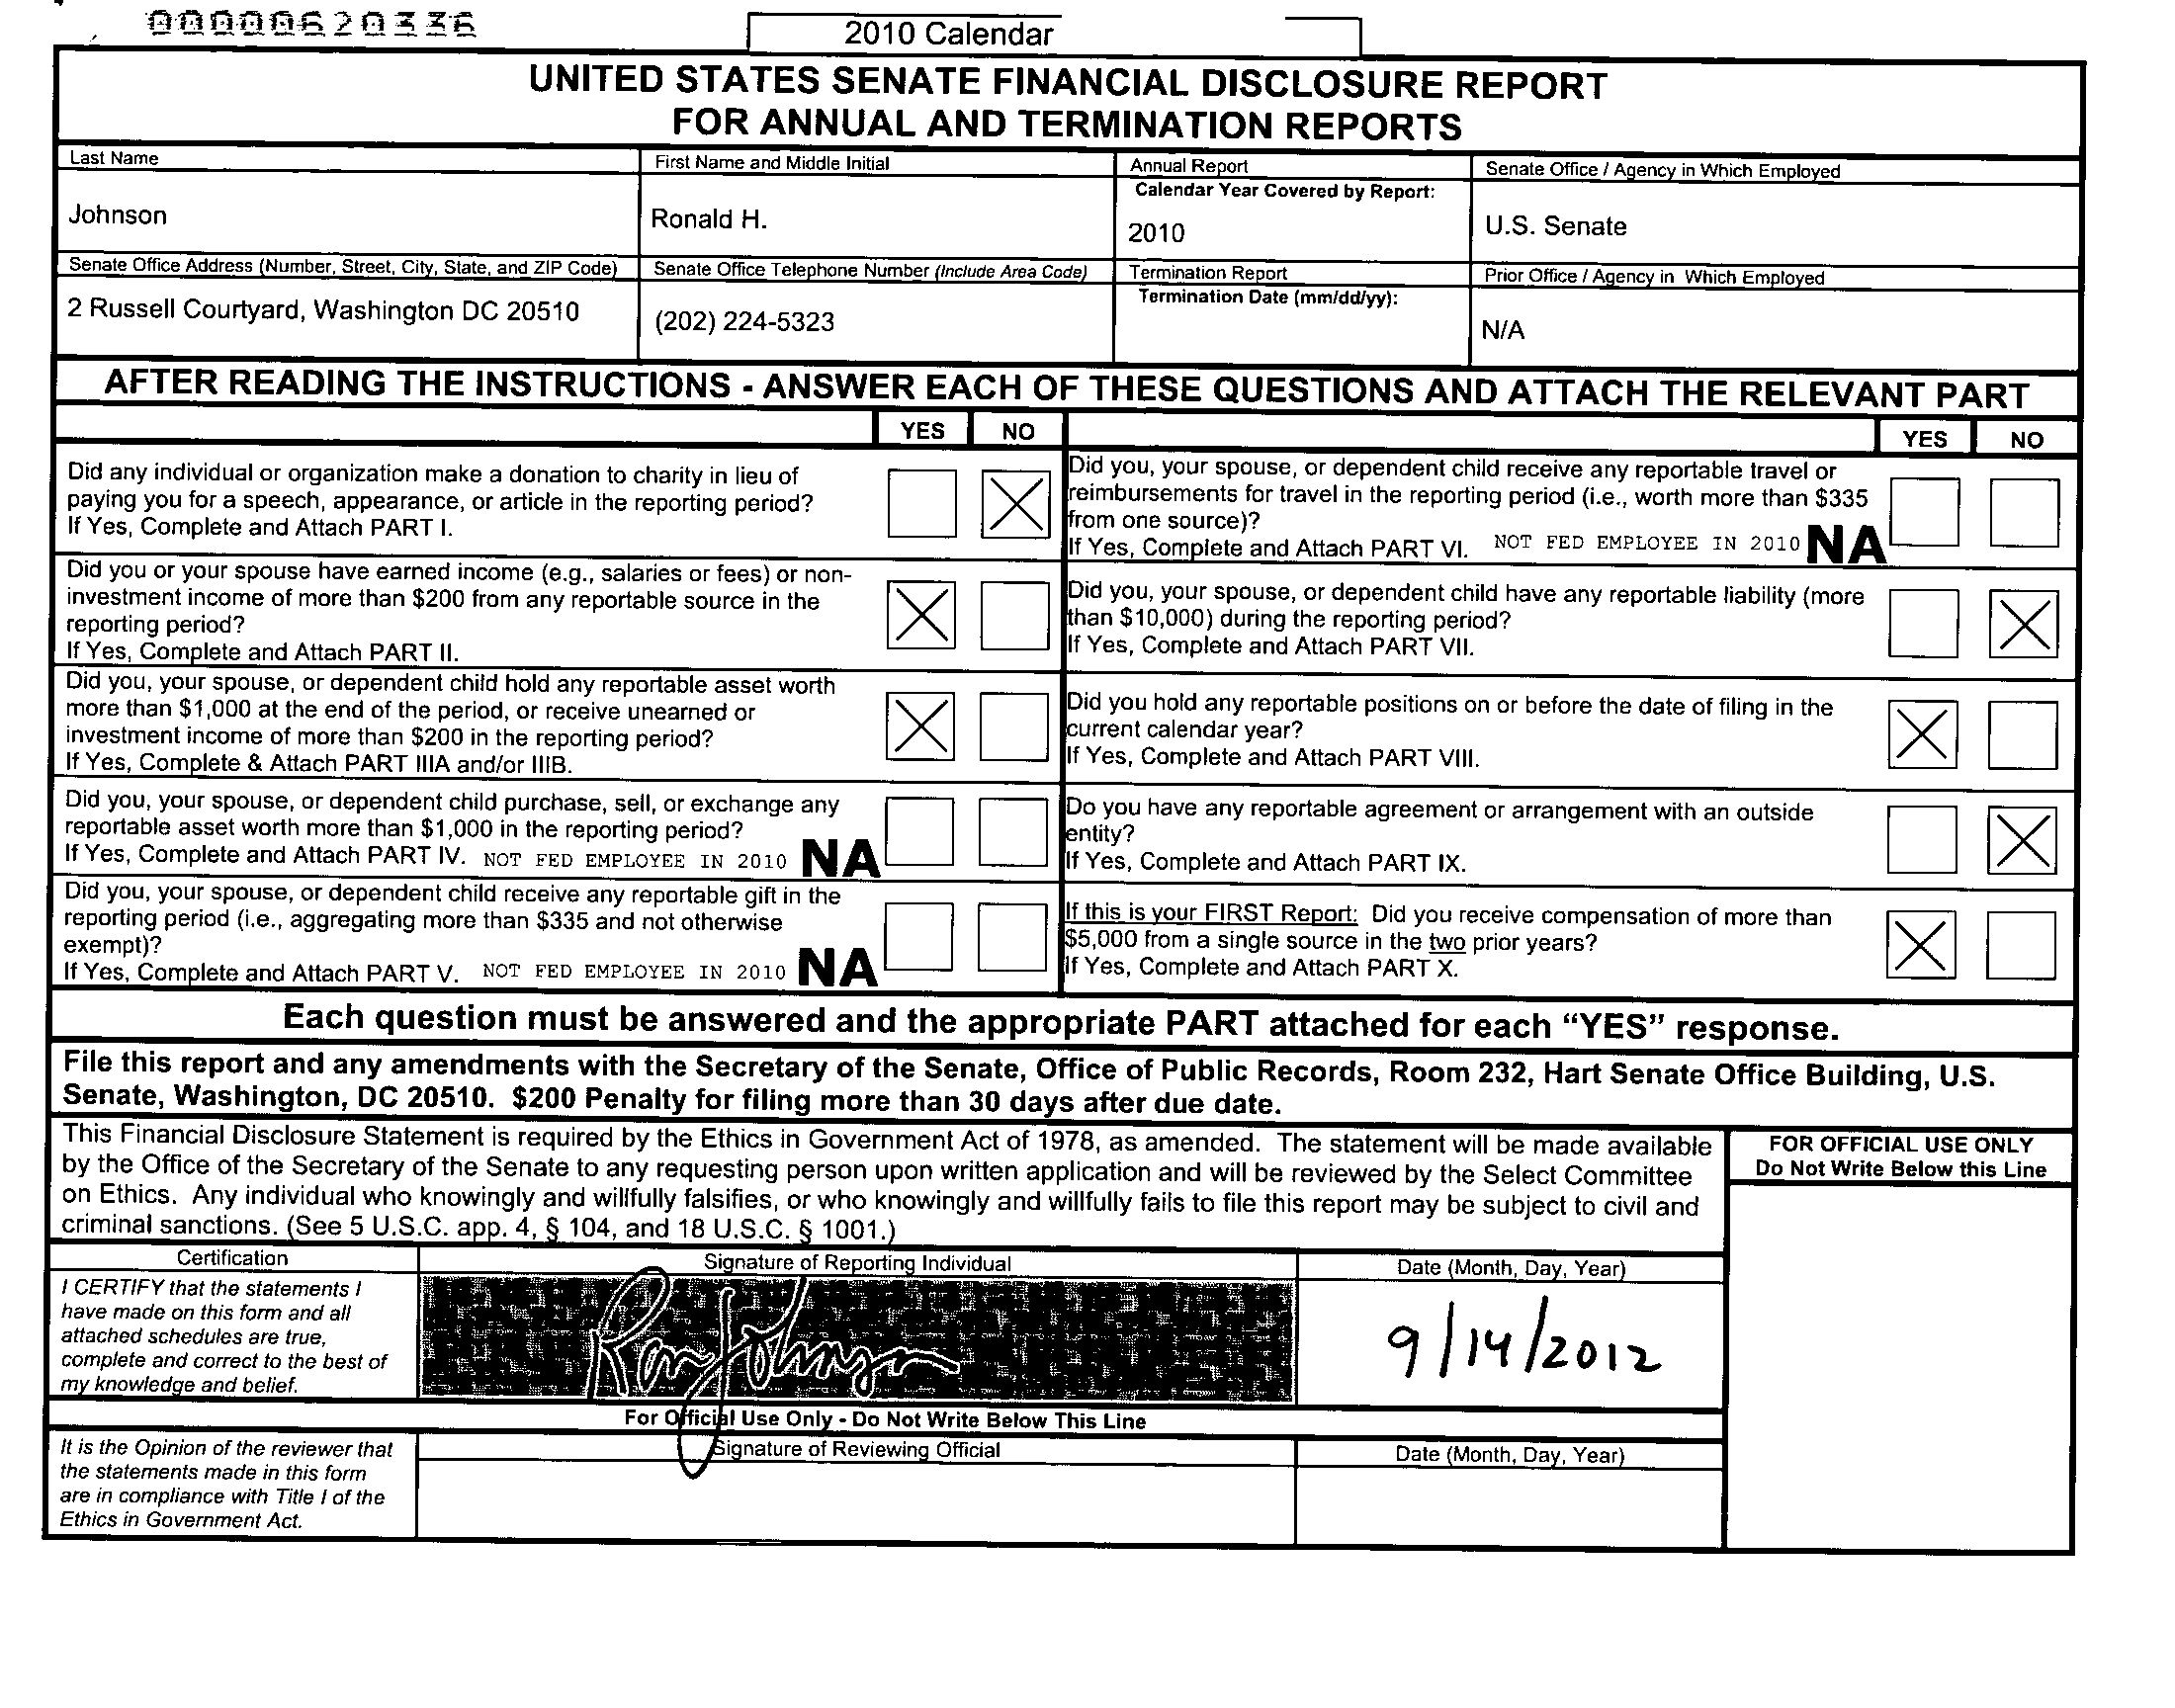 00000620336
2010 Calendar
UNITED STATES SENATE FINANCIAL DISCLOSURE REPORT
FOR ANNUAL AND TERMINATION REPORTS
Last Name
First Name and Middle Initial
Annual Report
Senate Office / Agency in Which Employed
Calendar Year Covered by Report:
Johnson
Ronald H.
2010
U.S. Senate
Senate Office Address (Number, Street, City, State, and ZIP Code)
Senate Office Telephone Number (Include Area Code)
Termination Report
Prior Office / Agency in Which Employed
Termination Date (mm/dd/yy):
2 Russell Courtyard, Washington DC 20510
(202) 224-5323
N/A
AFTER READING THE INSTRUCTIONS - ANSWER EACH OF THESE QUESTIONS AND ATTACH THE RELEVANT PART
YES NO
Did any individual or organization make a donation to charity in lieu of
paying you for a speech, appearance, or article in the reporting period?
If Yes, Complete and Attach PART I.
Did you or your spouse have earned income (e.g., salaries or fees) or non-
investment income of more than $200 from any reportable source in the
reporting period?
If Yes, Complete and Attach PART II.
Did you, your spouse, or dependent child hold any reportable asset worth
more than $1,000 at the end of the period, or receive unearned or
investment income of more than $200 in the reporting period?
If Yes, Complete & Attach PART IIIA and/or IIIB.
Did you, your spouse, or dependent child purchase, sell, or exchange any
reportable asset worth more than $1,000 in the reporting period?
If Yes, Complete and Attach PART IV. NOT FED EMPLOYEE IN 2010 NA
Did you, your spouse, or dependent child receive any reportable gift in the
reporting period (i.e., aggregating more than $335 and not otherwise
exempt)?
If Yes, Complete and Attach PART V. NOT FED EMPLOYEE IN 2010 NA
YES NO
Did you, your spouse, or dependent child receive any reportable travel or
reimbursements for travel in the reporting period (i.e., worth more than $335
from one source)?
If Yes, Complete and Attach PART VI. NOT FED EMPLOYEE IN 2010 NA
Did you, your spouse, or dependent child have any reportable liability (more
than $10,000) during the reporting period?
If Yes, Complete and Attach PART VII.
Did you hold any reportable positions on or before the date of filing in the
current calendar year?
If Yes, Complete and Attach PART VIII.
Do you have any reportable agreement or arrangement with an outside
entity?
If Yes, Complete and Attach PART IX.
If this is your FIRST Report: Did you receive compensation of more than
$5,000 from a single source in the two prior years?
If Yes, Complete and Attach PART X.
Each question must be answered and the appropriate PART attached for each “YES” response.
File this report and any amendments with the Secretary of the Senate, Office of Public Records, Room 232, Hart Senate Office Building, U.S.
Senate, Washington, DC 20510. $200 Penalty for filing more than 30 days after due date.
This Financial Disclosure Statement is required by the Ethics in Government Act of 1978, as amended. The statement will be made available
by the Office of the Secretary of the Senate to any requesting person upon written application and will be reviewed by the Select Committee
on Ethics. Any individual who knowingly and willfully falsifies, or who knowingly and willfully fails to file this report may be subject to civil and
criminal sanctions. (See 5 U.S.C. app. 4, § 104, and 18 U.S.C. § 1001.)
FOR OFFICIAL USE ONLY
Do Not Write Below this Line
Certification
Signature of Reporting Individual
Date (Month, Day, Year)
I CERTIFY that the statements I
have made on this form and all
attached schedules are true,
complete and correct to the best of
my knowledge and belief.
Ron Johnson
9/14/2012
For Official Use Only - Do Not Write Below This Line
It is the Opinion of the reviewer that
the statements made in this form
are in compliance with Title I of the
Ethics in Government Act.
Signature of Reviewing Official
Date (Month, Day, Year)